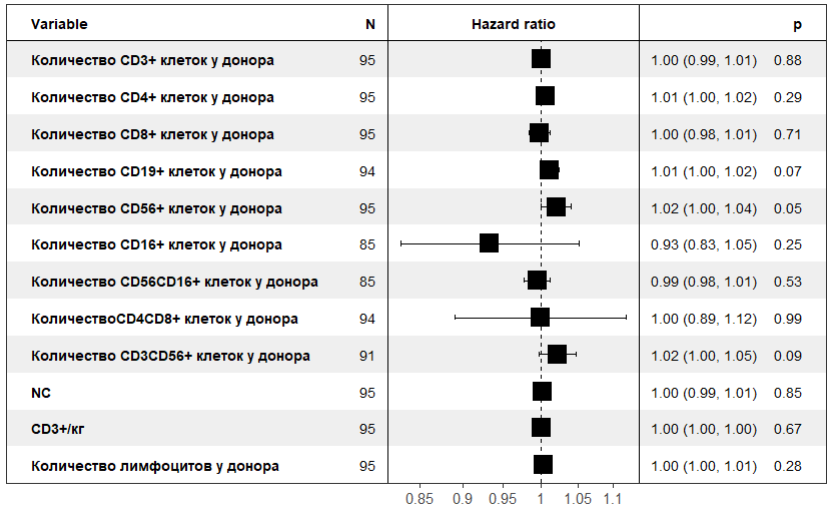 Variable N Hazard ratio p
Количество CD3+ клеток у донора 95 1.00 (0.99, 1.01) 0.88
Количество CD4+ клеток у донора 95 1.01 (1.00, 1.02) 0.29
Количество CD8+ клеток у донора 95 1.00 (0.98, 1.01) 0.71
Количество CD19+ клеток у донора 94 1.01 (1.00, 1.02) 0.07
Количество CD56+ клеток у донора 95 1.02 (1.00, 1.04) 0.05
Количество CD16+ клеток у донора 85 0.93 (0.83, 1.05) 0.25
Количество CD56CD16+ клеток у донора 85 0.99 (0.98, 1.01) 0.53
КоличествоCD4CD8+ клеток у донора 94 1.00 (0.89, 1.12) 0.99
Количество CD3CD56+ клеток у донора 91 1.02 (1.00, 1.05) 0.09
NC 95 1.00 (0.99, 1.01) 0.85
CD3+/кг 95 1.00 (1.00, 1.00) 0.67
Количество лимфоцитов у донора 95 1.00 (1.00, 1.01) 0.28
0.85 0.9 0.95 1 1.05 1.1